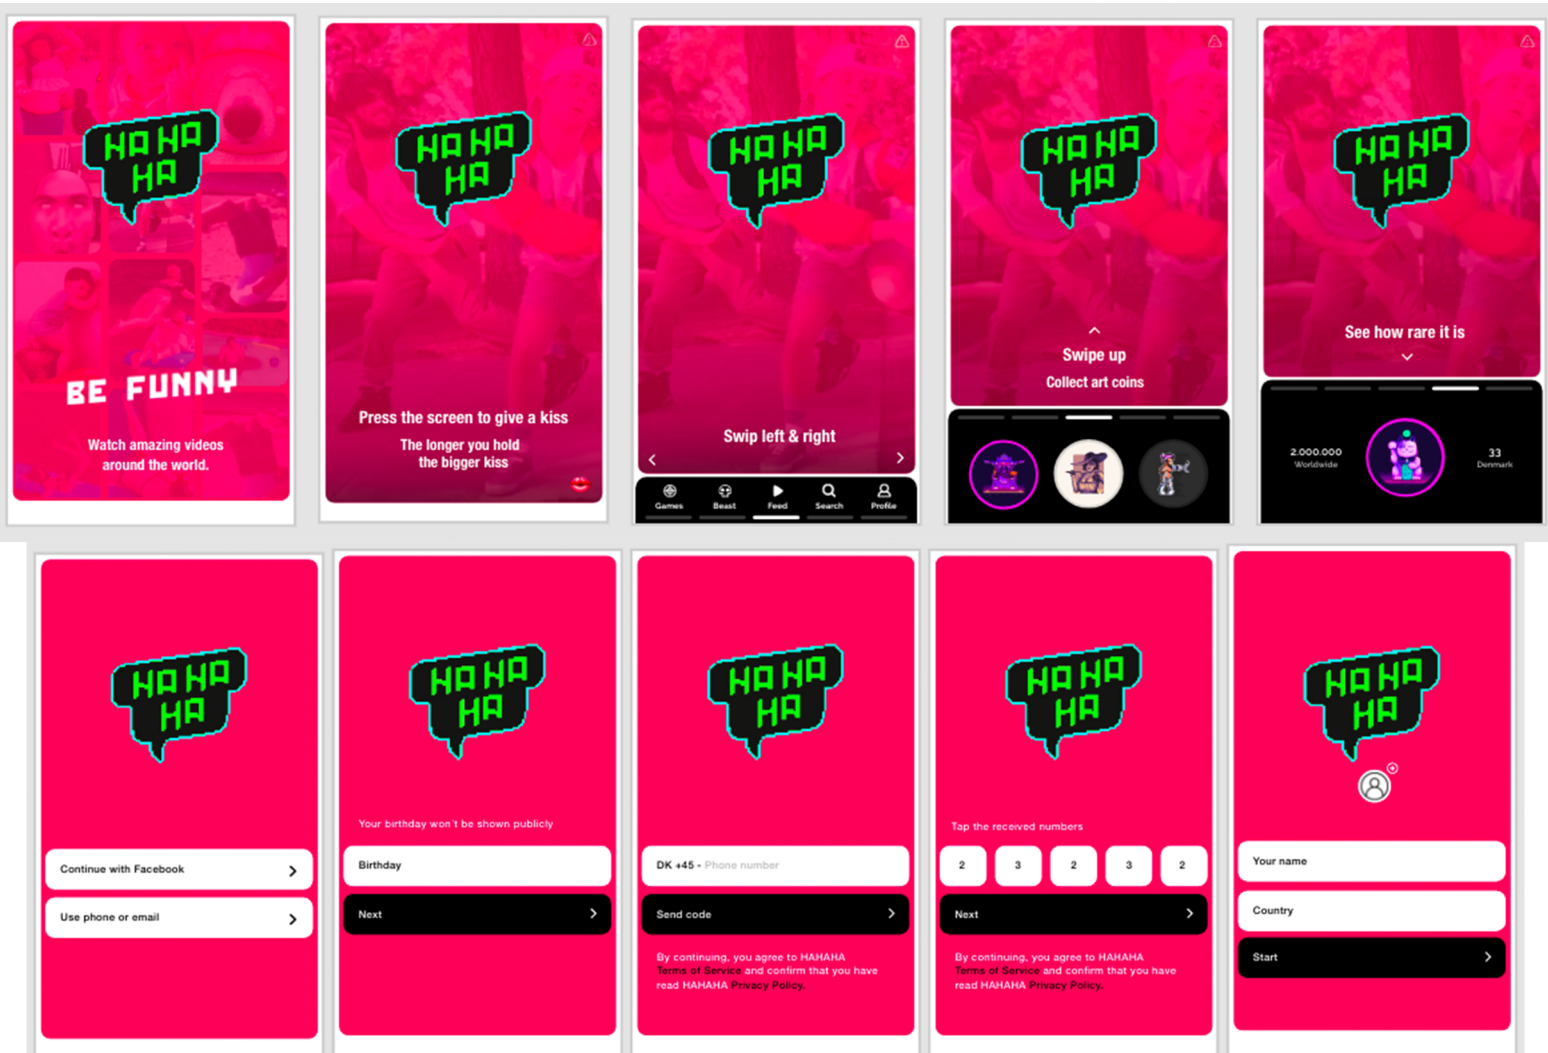 HA HA
HA
BE FUNNY
Watch amazing videos
around the world.
HA HA
HA
Press the screen to give a kiss
The longer you hold
the bigger kiss
HA HA
HA
Swip left & right
Games
Beast
Feed
Search
Profile
HA HA
HA
Swipe up
Collect art coins
HA HA
HA
See how rare it is
2.000.000
Worldwide
33
Denmark
HA HA
HA
Continue with Facebook
Use phone or email
HA HA
HA
Your birthday won't be shown publicly
Birthday
Next
HA HA
HA
DK +45 - Phone number
Send code
By continuing, you agree to HAHAHA
Terms of Service and confirm that you have
read HAHAHA Privacy Policy.
HA HA
HA
Tap the received numbers
2 3 2 3 2
Next
By continuing, you agree to HAHAHA
Terms of Service and confirm that you have
read HAHAHA Privacy Policy.
HA HA
HA
Your name
Country
Start